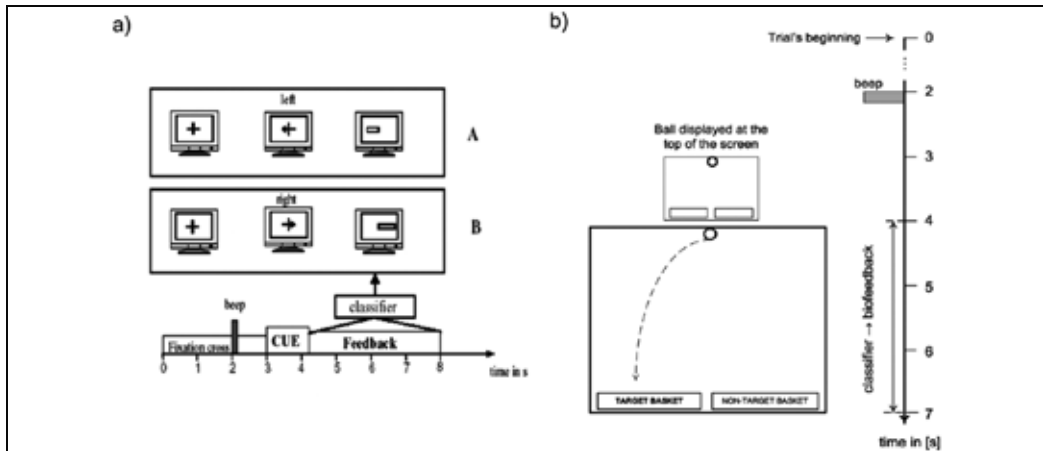 a)
left
A
right
B
classifier
beep
Fixation cross
CUE
Feedback
0 1 2 3 4 5 6 7 8
time in s
b)
Trial's beginning
0
beep
2
Ball displayed at the
top of the screen
3
4
classifier → biofeedback
5
6
TARGET BASKET
NON-TARGET BASKET
7
time in [s]